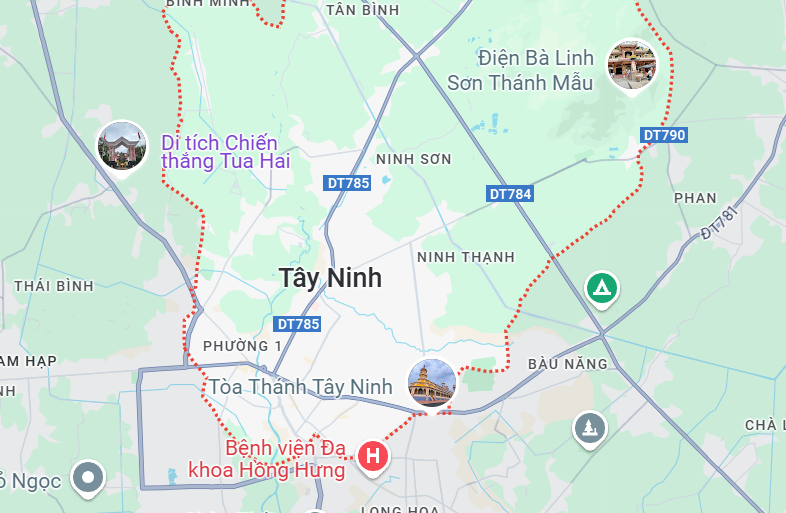 BÌNH MINH
TÂN BÌNH
Điện Bà Linh
Sơn Thánh Mẫu
DT790
Di tích Chiến
thắng Tua Hai
NINH SƠN
DT785
DT784
PHAN
ĐT781
NINH THẠNH
Tây Ninh
THÁI BÌNH
DT785
PHƯỜNG 1
AM HẠP
BÀU NĂNG
NH
Tòa Thánh Tây Ninh
CHÀ L
Bệnh viện Đa
khoa Hồng Hưng
H
Ngọc
LONG HOA